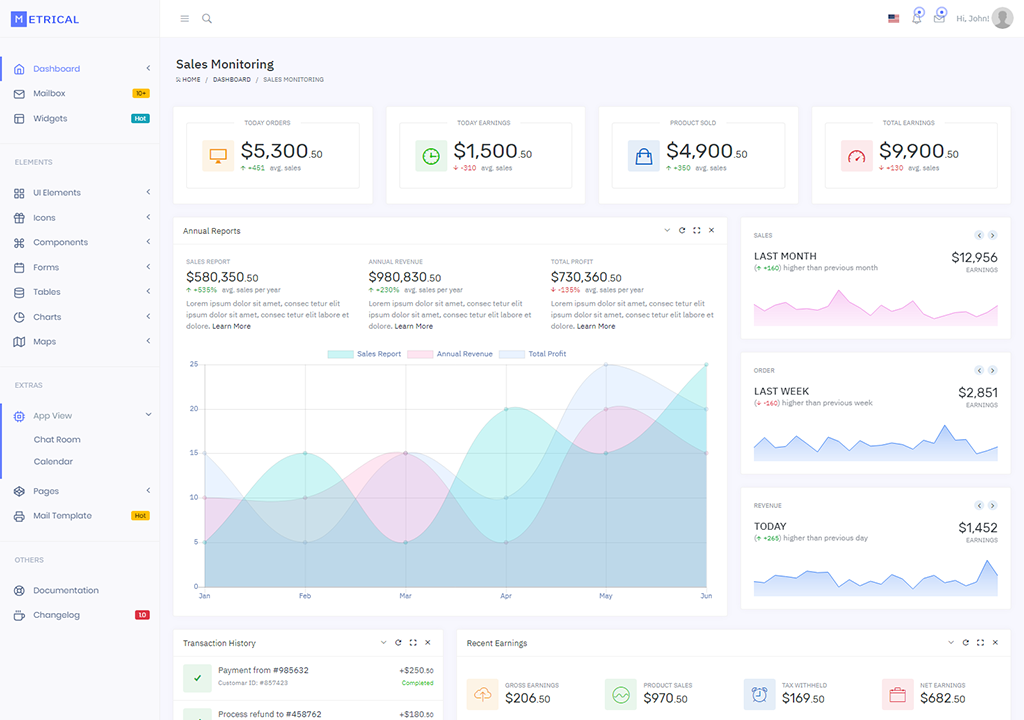 METRICAL
Hi, John!
Dashboard
Mailbox 10+
Widgets Hot
ELEMENTS
UI Elements
Icons
Components
Forms
Tables
Charts
Maps
EXTRAS
App View
Chat Room
Calendar
Pages
Mail Template Hot
OTHERS
Documentation
Changelog 10
Sales Monitoring
HOME / DASHBOARD / SALES MONITORING
TODAY ORDERS
$5,300.50
↑ +451 avg. sales
TODAY EARNINGS
$1,500.50
↓ -310 avg. sales
PRODUCT SOLD
$4,900.50
↑ +350 avg. sales
TOTAL EARNINGS
$9,900.50
↓ +130 avg. sales
Annual Reports
SALES REPORT
$580,350.50
↑ +535% avg. sales per year
Lorem ipsum dolor sit amet, consec tetur elit
ipsum dolor sit amet, consec tetur elit ware et
dolore. Learn More
ANNUAL REVENUE
$980,830.50
↑ +230% avg. sales per year
Lorem ipsum dolor sit amet, consec tetur elit
ipsum dolor sit amet, consec tetur elit ware et
dolore. Learn More
TOTAL PROFIT
$730,360.50
↓ -135% avg. sales per year
Lorem ipsum dolor sit amet, consec tetur elit
ipsum dolor sit amet, consec tetur elit ware et
dolore. Learn More
Sales Report Annual Revenue Total Profit
25
20
15
10
5
0
Jan Feb Mar Apr May Jun
SALES
LAST MONTH $12,956
(↑ +160) higher than previous month EARNINGS
ORDER
LAST WEEK $2,851
(↓ -160) higher than previous week EARNINGS
REVENUE
TODAY $1,452
(↑ +265) higher than previous day EARNINGS
Transaction History
Payment from #985632 +$250.50
Customar ID: #857423 Completed
Process refund to #458762 +$180.50
Recent Earnings
GROSS EARNINGS
$206.50
PRODUCT SALES
$970.50
TAX WITHHELD
$169.50
NET EARNINGS
$682.50